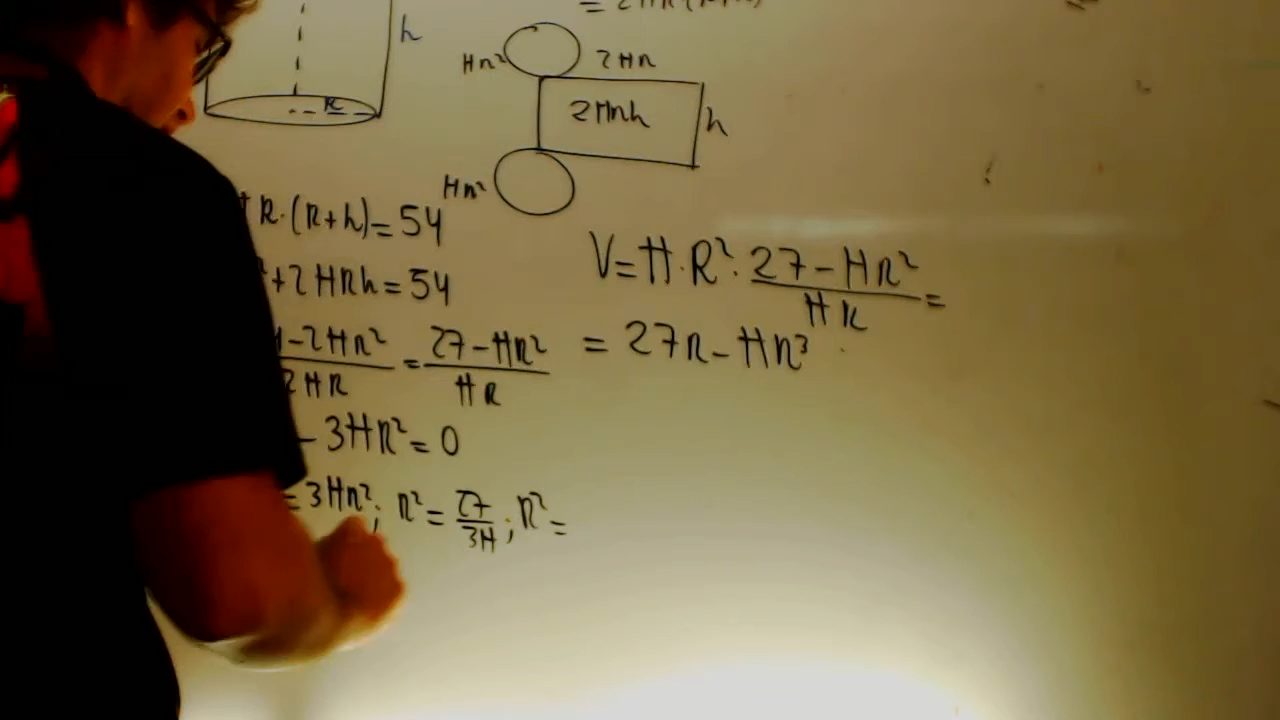 h
R
πR²
2πR
2πRh
h
πR²
R·(R+h)=54
+2πRh=54
-2πR²/2πR = 27-πR²/πR
- 3πR²=0
=3πR²; R²=27/3π; R²=
V=π·R²·27-πR²/πR=
=27R-πR³